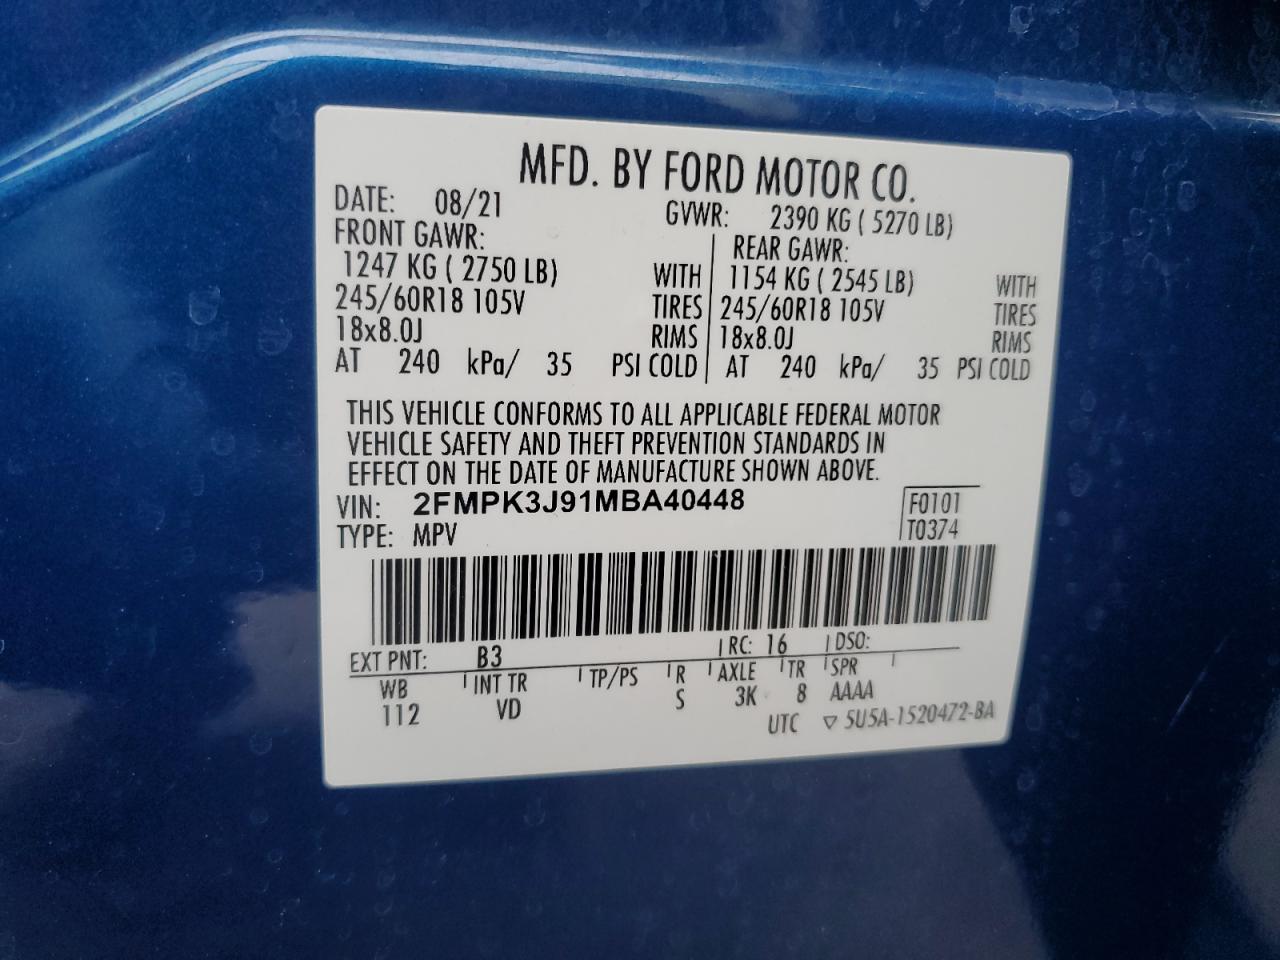 MFD. BY FORD MOTOR CO.
DATE: 08/21 GVWR: 2390 KG ( 5270 LB)
FRONT GAWR: REAR GAWR:
1247 KG ( 2750 LB) WITH 1154 KG ( 2545 LB) WITH
245/60R18 105V TIRES 245/60R18 105V TIRES
18x8.0J RIMS 18x8.0J RIMS
AT 240 kPa/ 35 PSI COLD AT 240 kPa/ 35 PSI COLD
THIS VEHICLE CONFORMS TO ALL APPLICABLE FEDERAL MOTOR
VEHICLE SAFETY AND THEFT PREVENTION STANDARDS IN
EFFECT ON THE DATE OF MANUFACTURE SHOWN ABOVE.
VIN: 2FMPK3J91MBA40448 F0101
TYPE: MPV T0374
EXT PNT: B3 RC: 16 DSO:
WB INT TR TP/PS R AXLE TR SPR
112 VD S 3K 8 AAAA
UTC ▽ 5U5A-1520472-BA